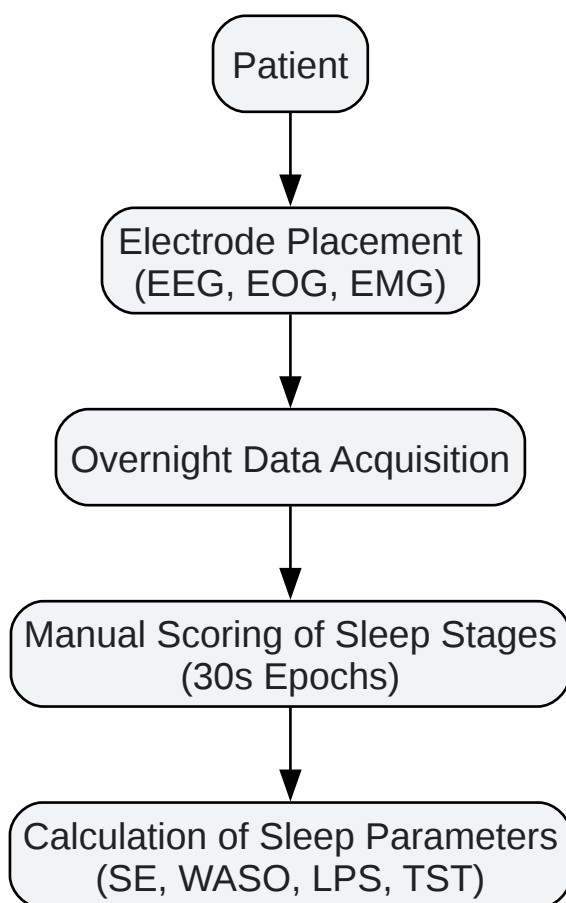 Patient
Electrode Placement
(EEG, EOG, EMG)
Overnight Data Acquisition
Manual Scoring of Sleep Stages
(30s Epochs)
Calculation of Sleep Parameters
(SE, WASO, LPS, TST)